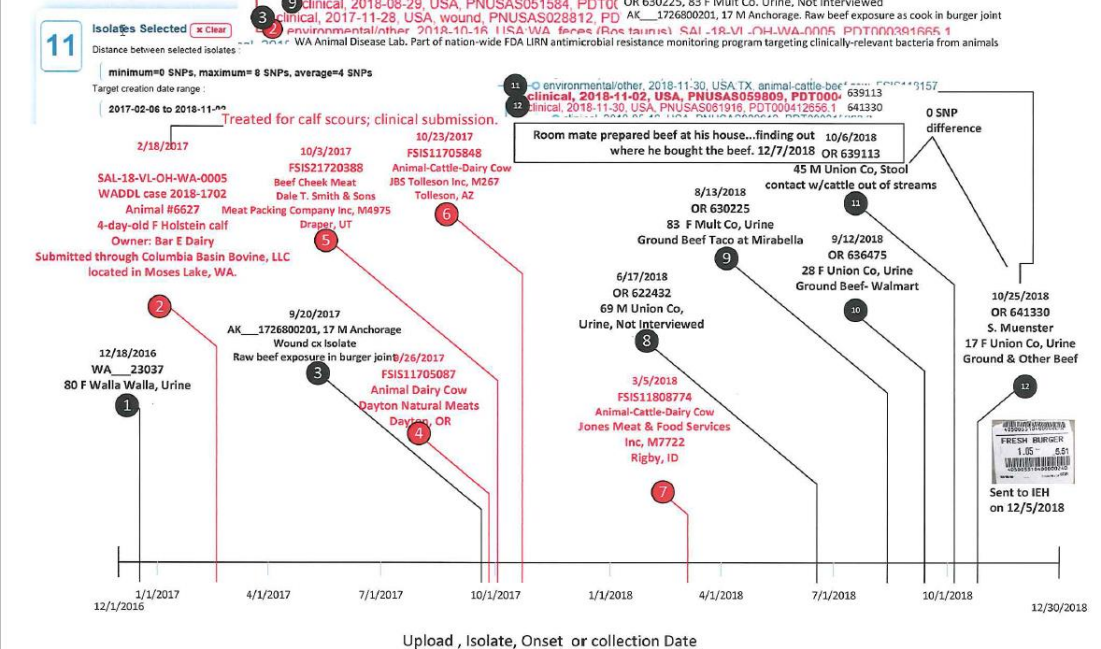 9 clinical, 2018-08-29, USA, PNUSAS051584, PDT0
OR 630225, 83 F Mult Co. Urine, Not Interviewed
3 clinical, 2017-11-28, USA, wound, PNUSAS028812, PD
AK___1726800201, 17 M Anchorage. Raw beef exposure as cook in burger joint
2 environmental/other, 2018-10-16, USA:WA, feces (Bos taurus), SAL-18-VL-OH-WA-0005, PDT000391665.1
WA Animal Disease Lab. Part of nation-wide FDA LIRN antimicrobial resistance monitoring program targeting clinically-relevant bacteria from animals
11
Isolates Selected
× Clear
Distance between selected isolates :
minimum=0 SNPs, maximum= 8 SNPs, average=4 SNPs
Target creation date range :
2017-02-06 to 2018-11-
11 environmental/other, 2018-11-30, USA:TX, animal-cattle-beef
12 clinical, 2018-11-02, USA, PNUSAS059809, PDT000
639113
clinical, 2018-11-30, USA, PNUSAS061916, PDT000412656.1
641330
0 SNP
difference
Treated for calf scours; clinical submission.
2/18/2017
SAL-18-VL-OH-WA-0005
WADDL case 2018-1702
Animal #6627
4-day-old F Holstein calf
Owner: Bar E Dairy
Submitted through Columbia Basin Bovine, LLC
located in Moses Lake, WA.
2
10/3/2017
FSIS21720388
Beef Cheek Meat
Dale T. Smith & Sons
Meat Packing Company Inc, M4975
Draper, UT
5
10/23/2017
FSIS11705848
Animal-Cattle-Dairy Cow
JBS Tolleson Inc, M267
Tolleson, AZ
6
Room mate prepared beef at his house...finding out
where he bought the beef. 12/7/2018
10/6/2018
OR 639113
45 M Union Co, Stool
contact w/cattle out of streams
11
8/13/2018
OR 630225
83 F Mult Co, Urine
Ground Beef Taco at Mirabella
9
9/12/2018
OR 636475
28 F Union Co, Urine
Ground Beef- Walmart
10
6/17/2018
OR 622432
69 M Union Co,
Urine, Not Interviewed
8
10/25/2018
OR 641330
S. Muenster
17 F Union Co, Urine
Ground & Other Beef
12
9/20/2017
AK___1726800201, 17 M Anchorage
Wound cx Isolate
Raw beef exposure in burger joint
3
12/18/2016
WA___23037
80 F Walla Walla, Urine
1
9/26/2017
FSIS11705087
Animal Dairy Cow
Dayton Natural Meats
Dayton, OR
4
3/5/2018
FSIS11808774
Animal-Cattle-Dairy Cow
Jones Meat & Food Services
Inc, M7722
Rigby, ID
7
FRESH BURGER
1.05
6.51
Sent to IEH
on 12/5/2018
12/1/2016
1/1/2017
4/1/2017
7/1/2017
10/1/2017
1/1/2018
4/1/2018
7/1/2018
10/1/2018
12/30/2018
Upload , Isolate, Onset or collection Date